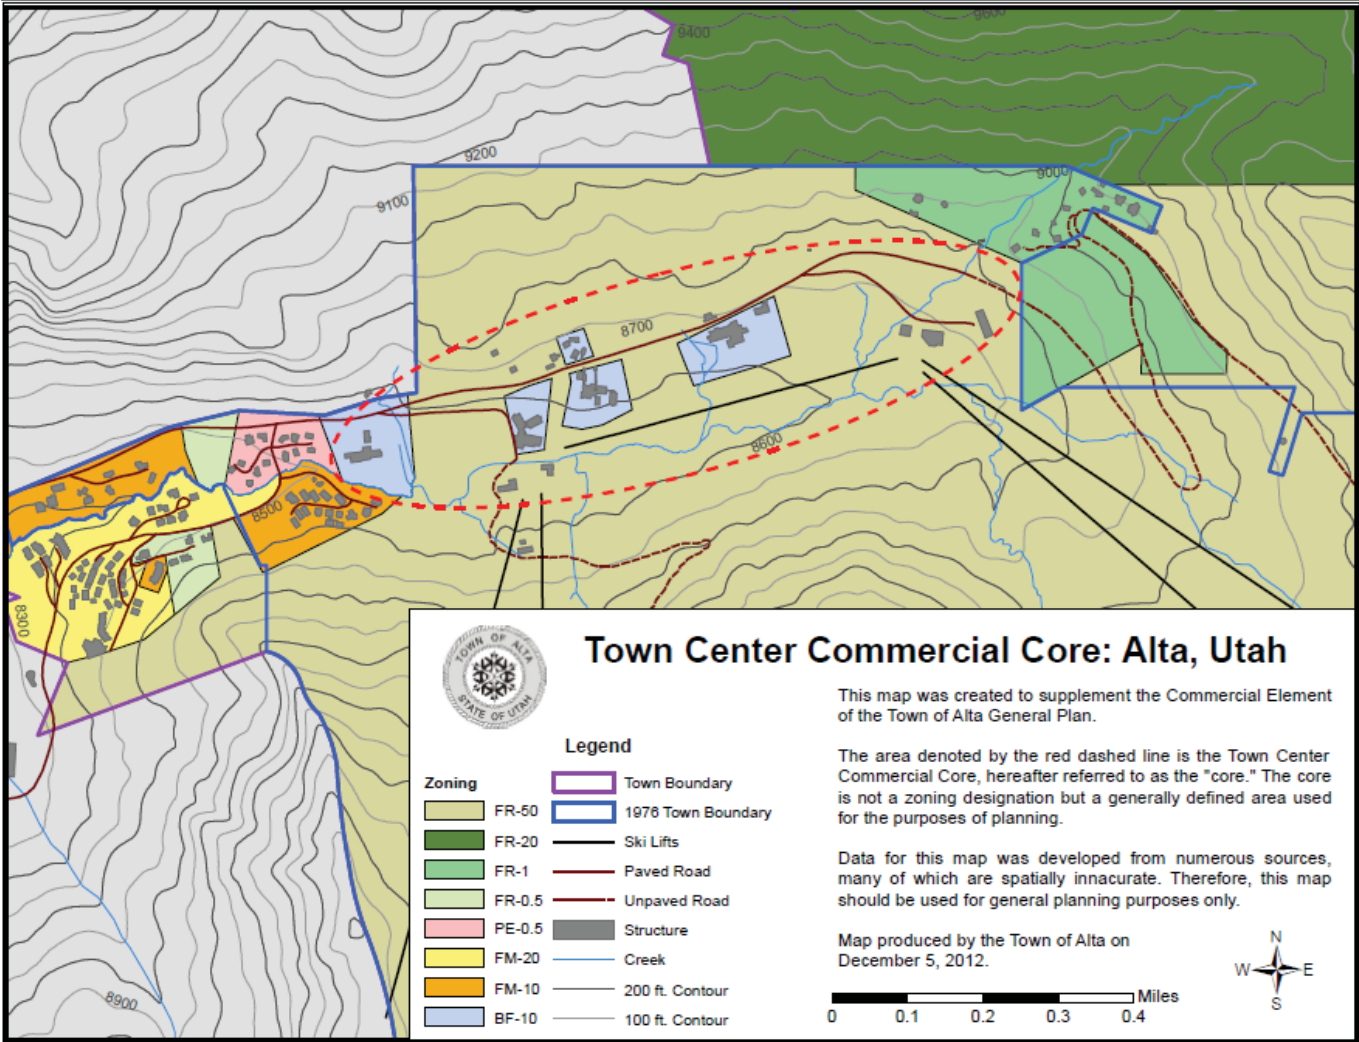 9600
9400
9200
9000
9100
8700
8600
8500
8300
8900
TOWN OF ALTA
STATE OF UTAH
Town Center Commercial Core: Alta, Utah
This map was created to supplement the Commercial Element
of the Town of Alta General Plan.
The area denoted by the red dashed line is the Town Center
Commercial Core, hereafter referred to as the "core." The core
is not a zoning designation but a generally defined area used
for the purposes of planning.
Data for this map was developed from numerous sources,
many of which are spatially innacurate. Therefore, this map
should be used for general planning purposes only.
Map produced by the Town of Alta on
December 5, 2012.
Legend
Zoning
FR-50
FR-20
FR-1
FR-0.5
PE-0.5
FM-20
FM-10
BF-10
Town Boundary
1976 Town Boundary
Ski Lifts
Paved Road
Unpaved Road
Structure
Creek
200 ft. Contour
100 ft. Contour
N
W E
S
Miles
0 0.1 0.2 0.3 0.4